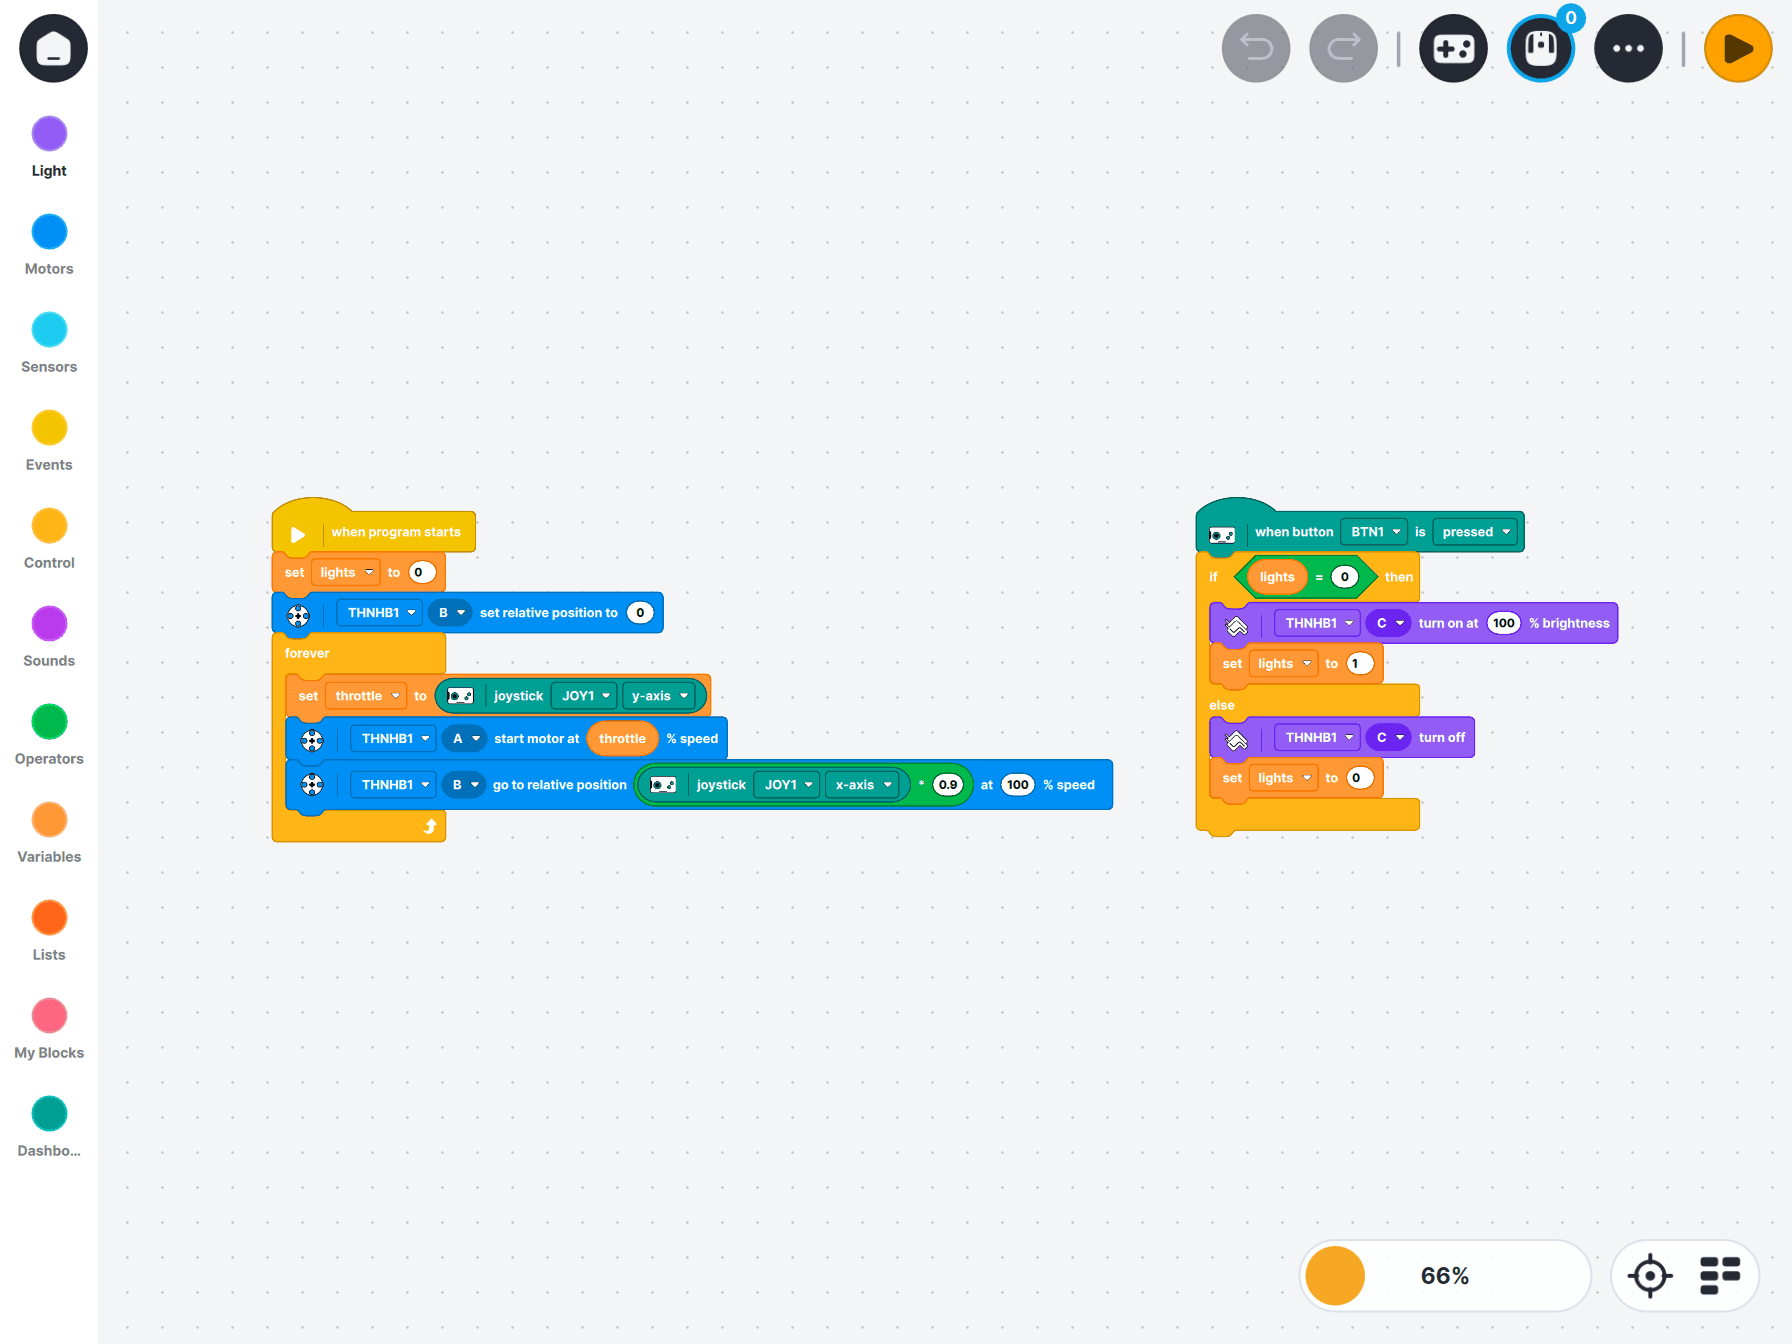 0
Light
Motors
Sensors
Events
Control
Sounds
Operators
Variables
Lists
My Blocks
Dashbo...
when program starts
set lights to 0
THNHB1 B set relative position to 0
forever
set throttle to joystick JOY1 y-axis
THNHB1 A start motor at throttle % speed
THNHB1 B go to relative position joystick JOY1 x-axis * 0.9 at 100 % speed
when button BTN1 is pressed
if lights = 0 then
THNHB1 C turn on at 100 % brightness
set lights to 1
else
THNHB1 C turn off
set lights to 0
66%